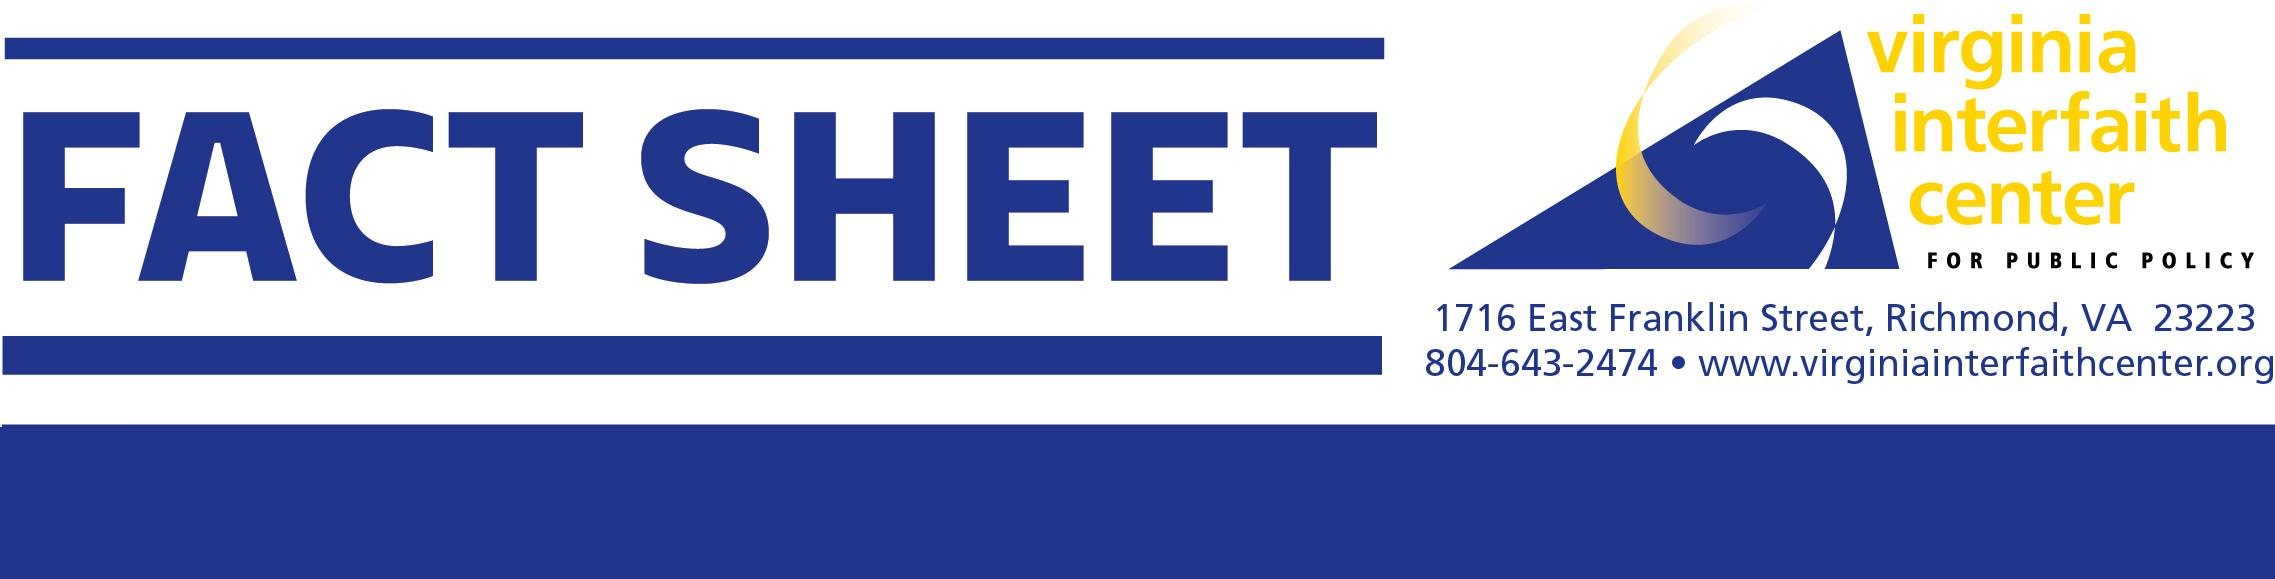 FACT SHEET
virginia
interfaith
center
FOR PUBLIC POLICY
1716 East Franklin Street, Richmond, VA  23223
804-643-2474 • www.virginiainterfaithcenter.org